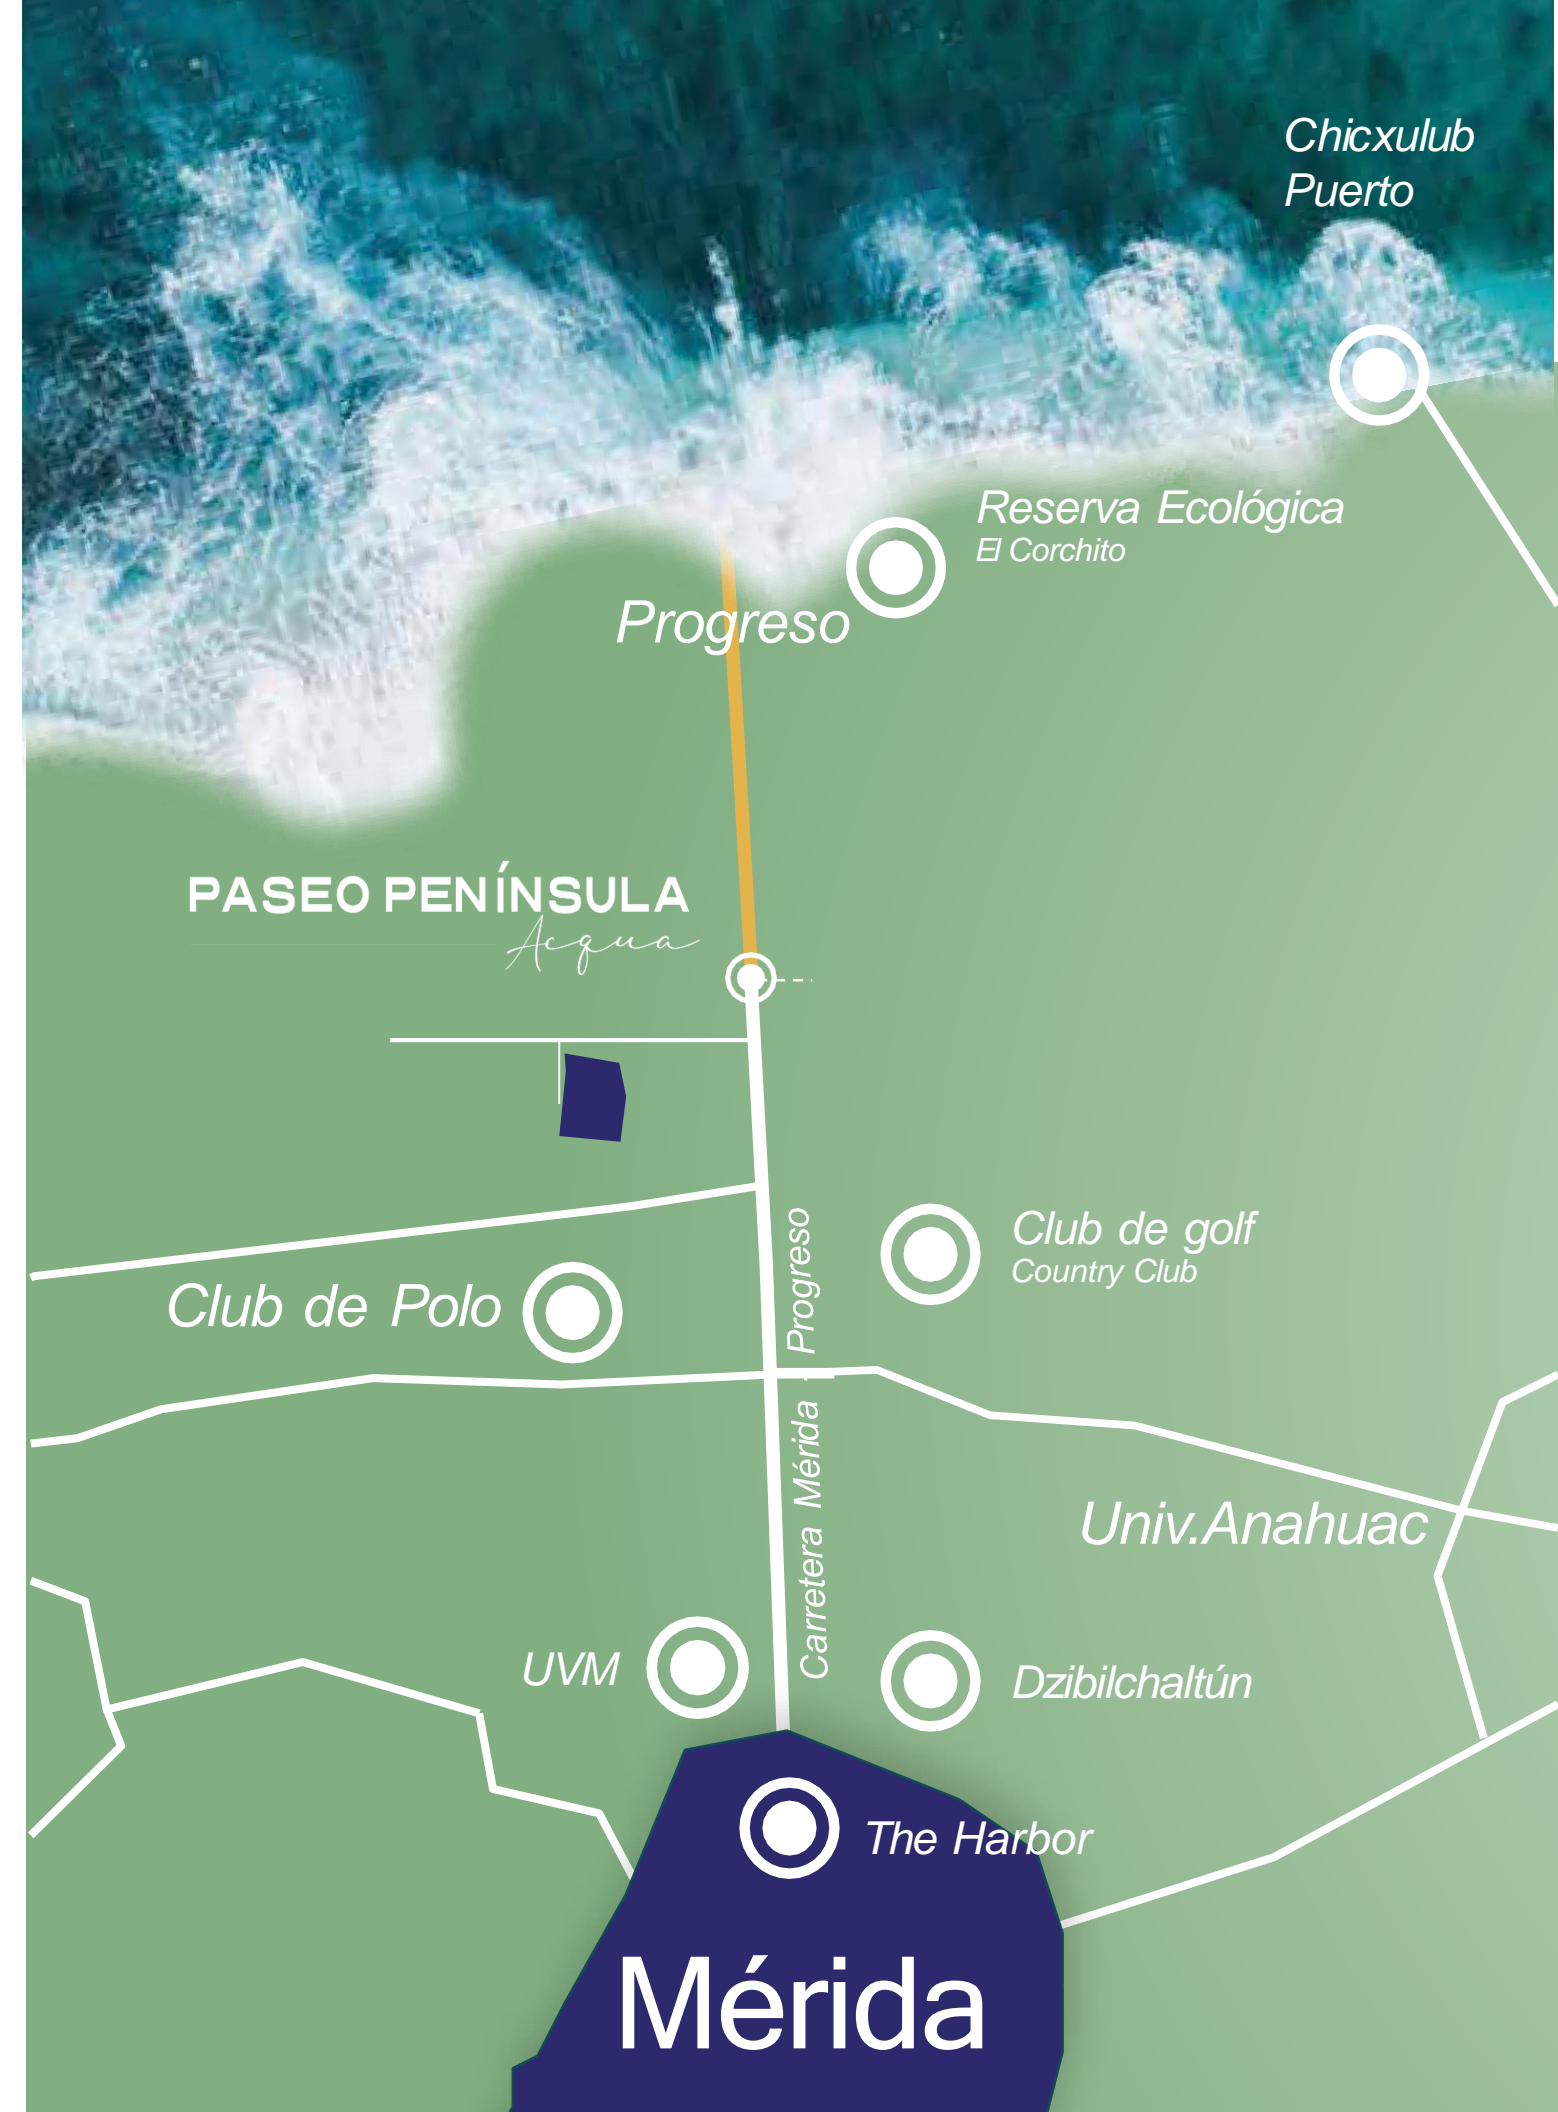 Chicxulub
Puerto
Reserva Ecológica
El Corchito
Progreso
PASEO PENÍNSULA
Acqua
Club de golf
Country Club
Club de Polo
Carretera Mérida - Progreso
Univ.Anahuac
UVM
Dzibilchaltún
The Harbor
Mérida